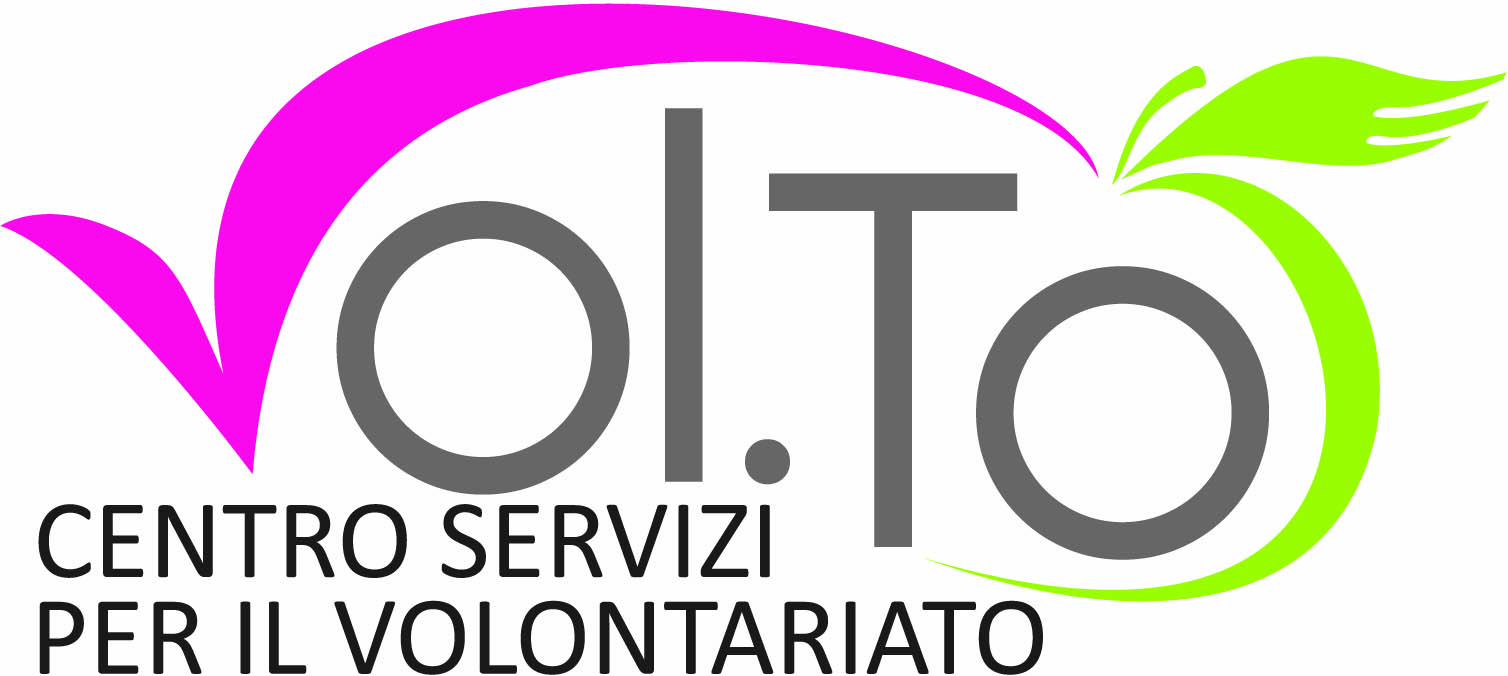 Vol.To
CENTRO SERVIZI
PER IL VOLONTARIATO